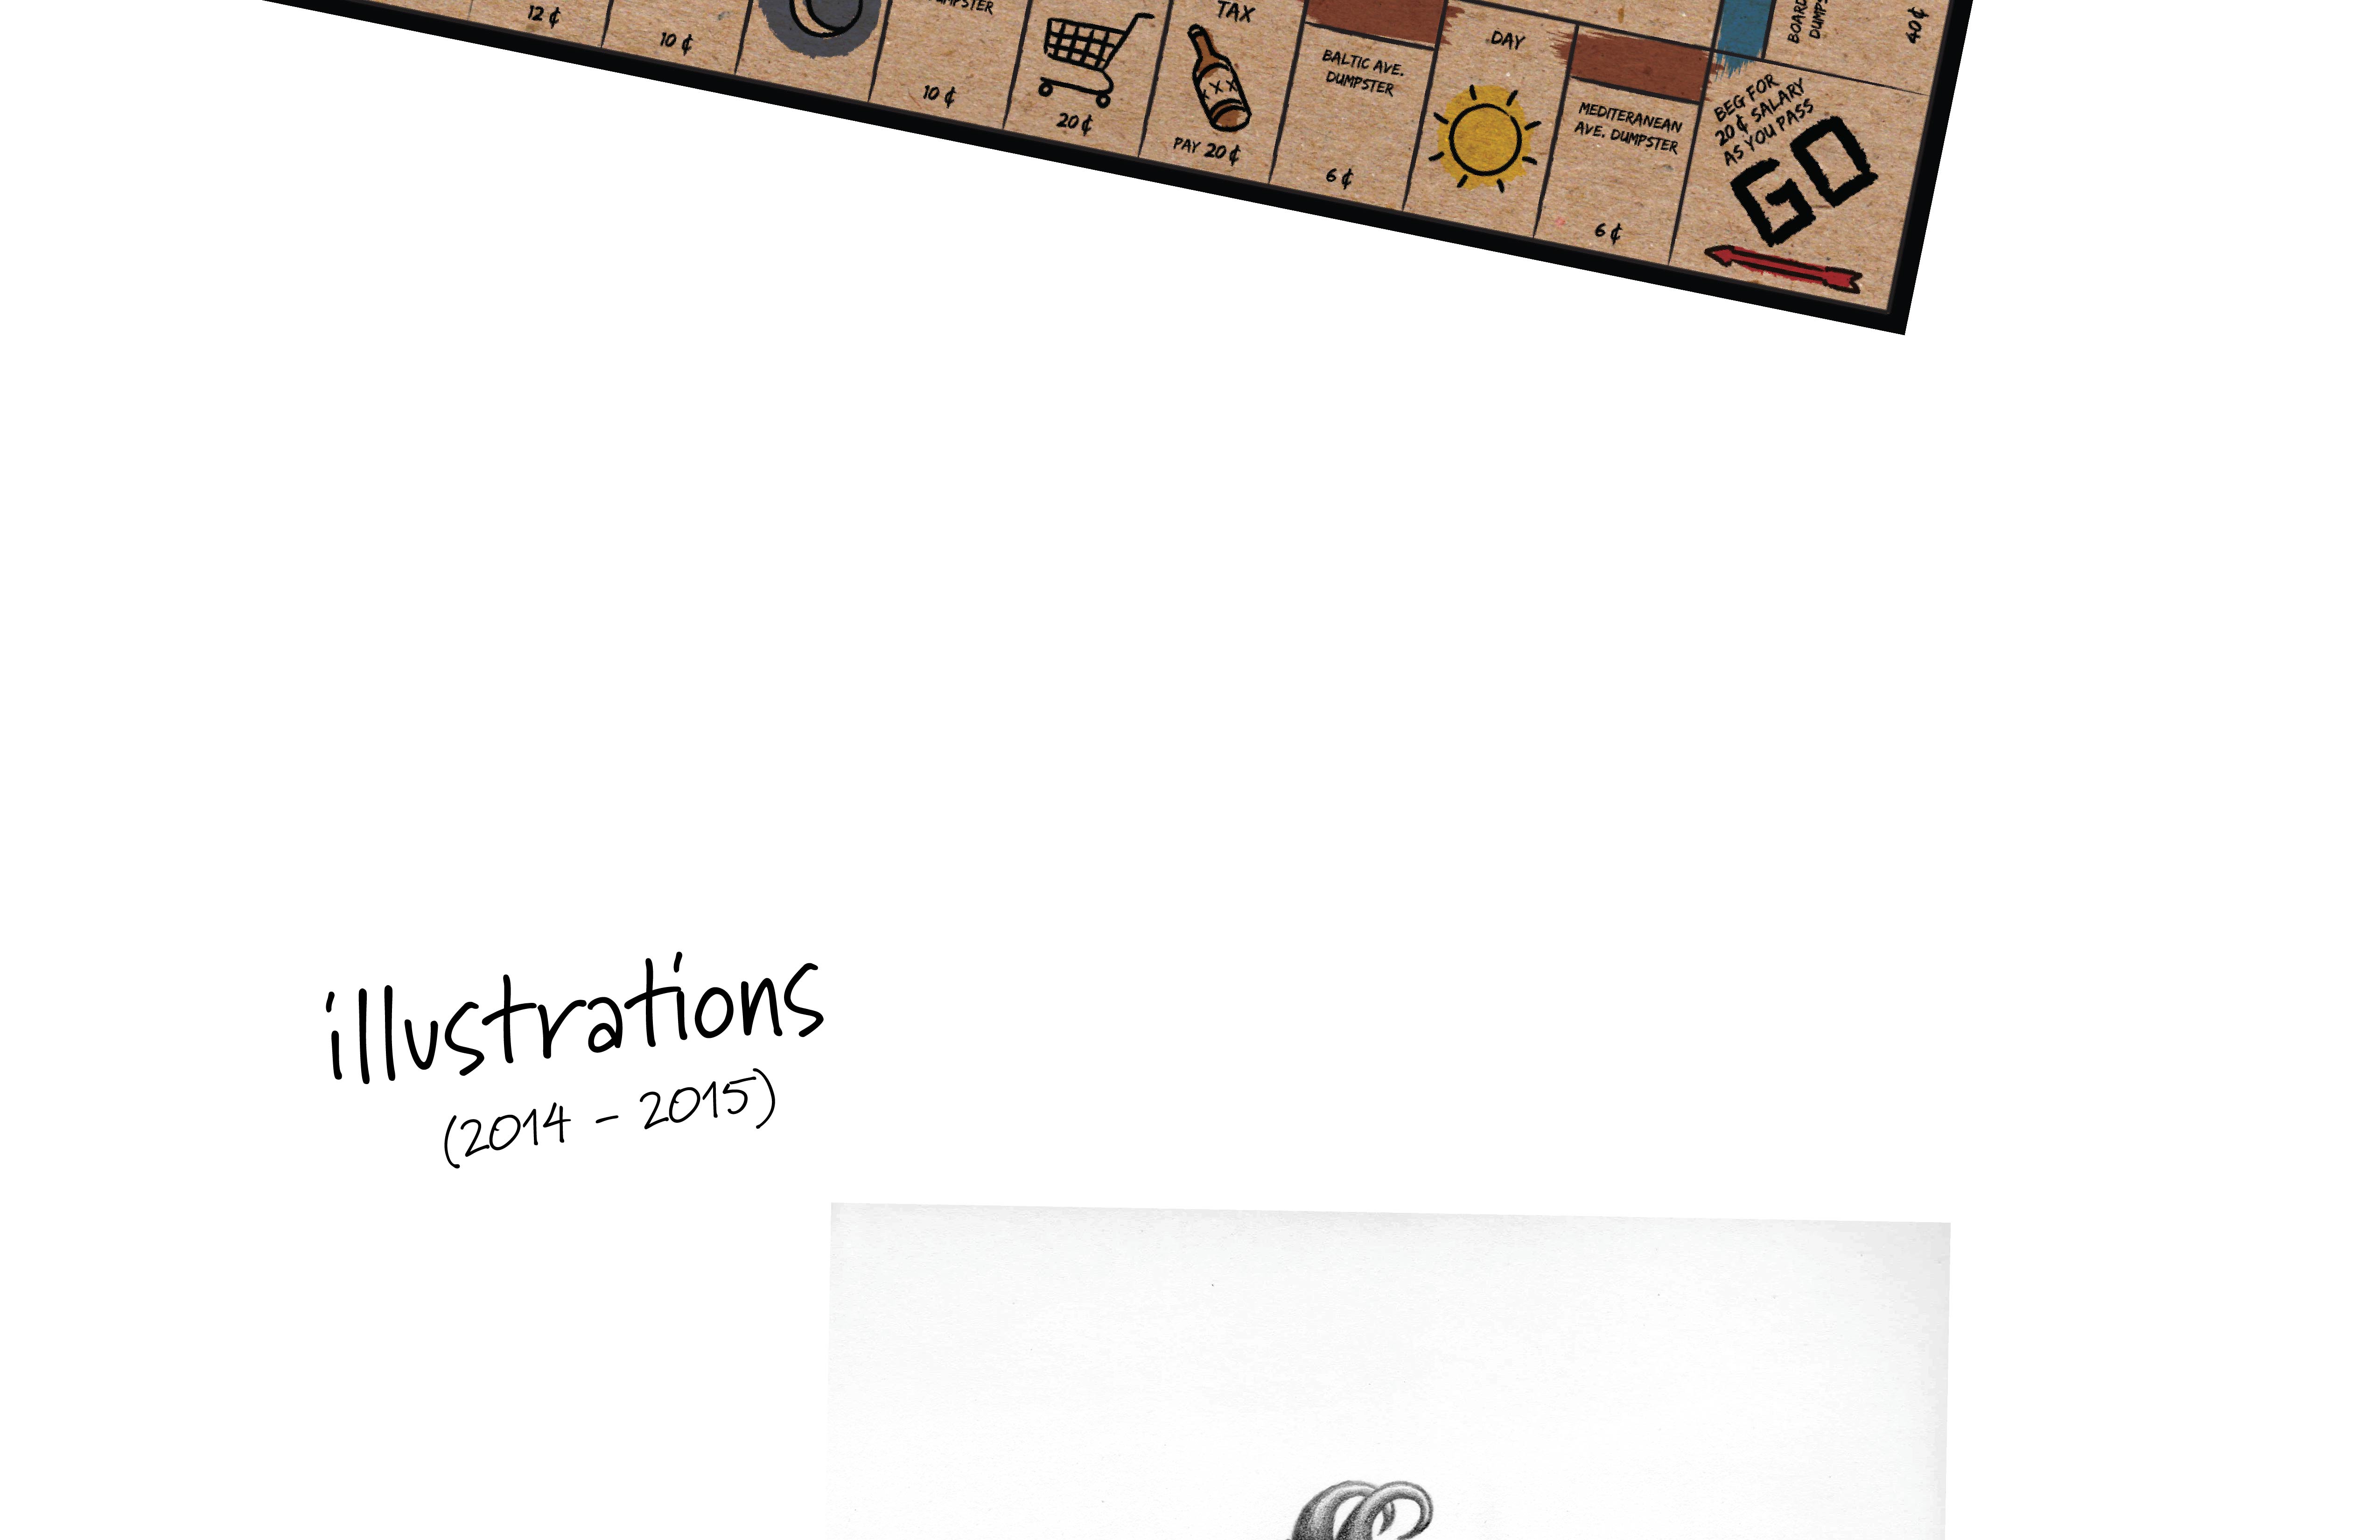 12 ¢
10 ¢
10 ¢
20 ¢
TAX
PAY 20 ¢
BALTIC AVE.
DUMPSTER
6 ¢
DAY
MEDITERANEAN
AVE. DUMPSTER
6 ¢
40 ¢
BEG FOR
20 ¢ SALARY
AS YOU PASS
GO
illustrations
(2014 - 2015)